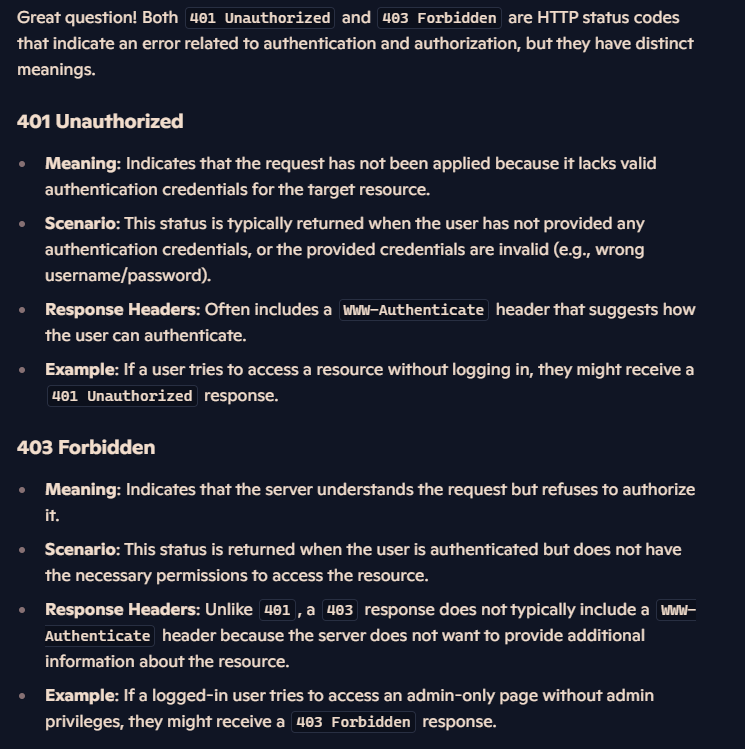 Great question! Both 401 Unauthorized and 403 Forbidden are HTTP status codes
that indicate an error related to authentication and authorization, but they have distinct
meanings.
401 Unauthorized
• Meaning: Indicates that the request has not been applied because it lacks valid
authentication credentials for the target resource.
• Scenario: This status is typically returned when the user has not provided any
authentication credentials, or the provided credentials are invalid (e.g., wrong
username/password).
• Response Headers: Often includes a WWW-Authenticate header that suggests how
the user can authenticate.
• Example: If a user tries to access a resource without logging in, they might receive a
401 Unauthorized response.
403 Forbidden
• Meaning: Indicates that the server understands the request but refuses to authorize
it.
• Scenario: This status is returned when the user is authenticated but does not have
the necessary permissions to access the resource.
• Response Headers: Unlike 401, a 403 response does not typically include a WWW-
Authenticate header because the server does not want to provide additional
information about the resource.
• Example: If a logged-in user tries to access an admin-only page without admin
privileges, they might receive a 403 Forbidden response.